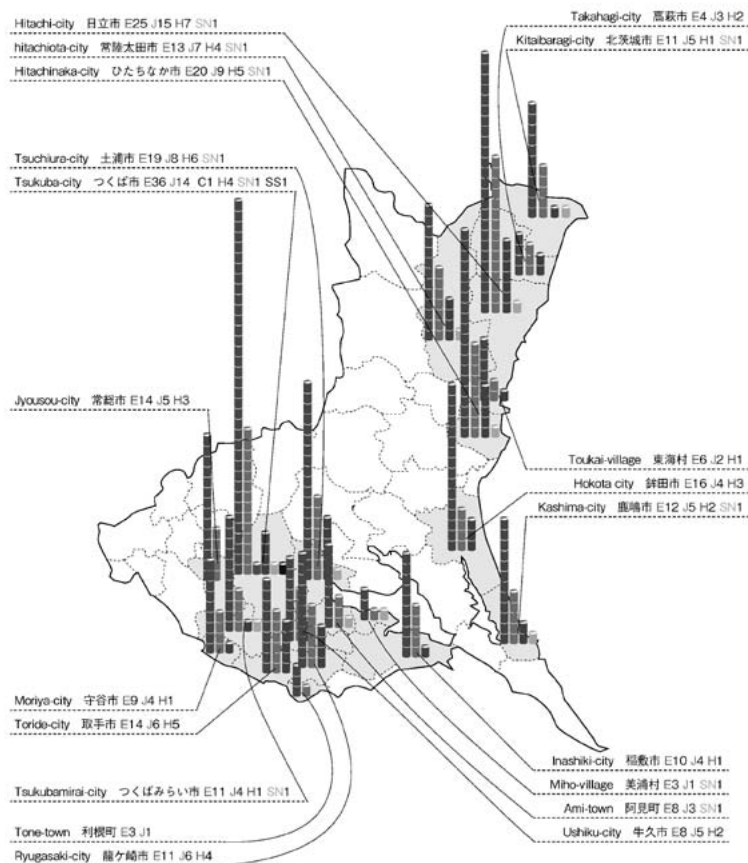 Hitachi-city 日立市 E25 J15 H7 SN1
hitachiota-city 常陸太田市 E13 J7 H4 SN1
Hitachinaka-city ひたちなか市 E20 J9 H5 SN1
Takahagi-city 高萩市 E4 J3 H2
Kitaibaragi-city 北茨城市 E11 J5 H1 SN1
Tsuchiura-city 土浦市 E19 J8 H6 SN1
Tsukuba-city つくば市 E36 J14 C1 H4 SN1 SS1
Jyousou-city 常総市 E14 J5 H3
Toukai-village 東海村 E6 J2 H1
Hokota city 鉾田市 E16 J4 H3
Kashima-city 鹿嶋市 E12 J5 H2 SN1
Moriya-city 守谷市 E9 J4 H1
Toride-city 取手市 E14 J6 H5
Tsukubamirai-city つくばみらい市 E11 J4 H1 SN1
Tone-town 利根町 E3 J1
Ryugasaki-city 龍ケ崎市 E11 J6 H4
Inashiki-city 稲敷市 E10 J4 H1
Miho-village 美浦村 E3 J1 SN1
Ami-town 阿見町 E8 J3 SN1
Ushiku-city 牛久市 E8 J5 H2